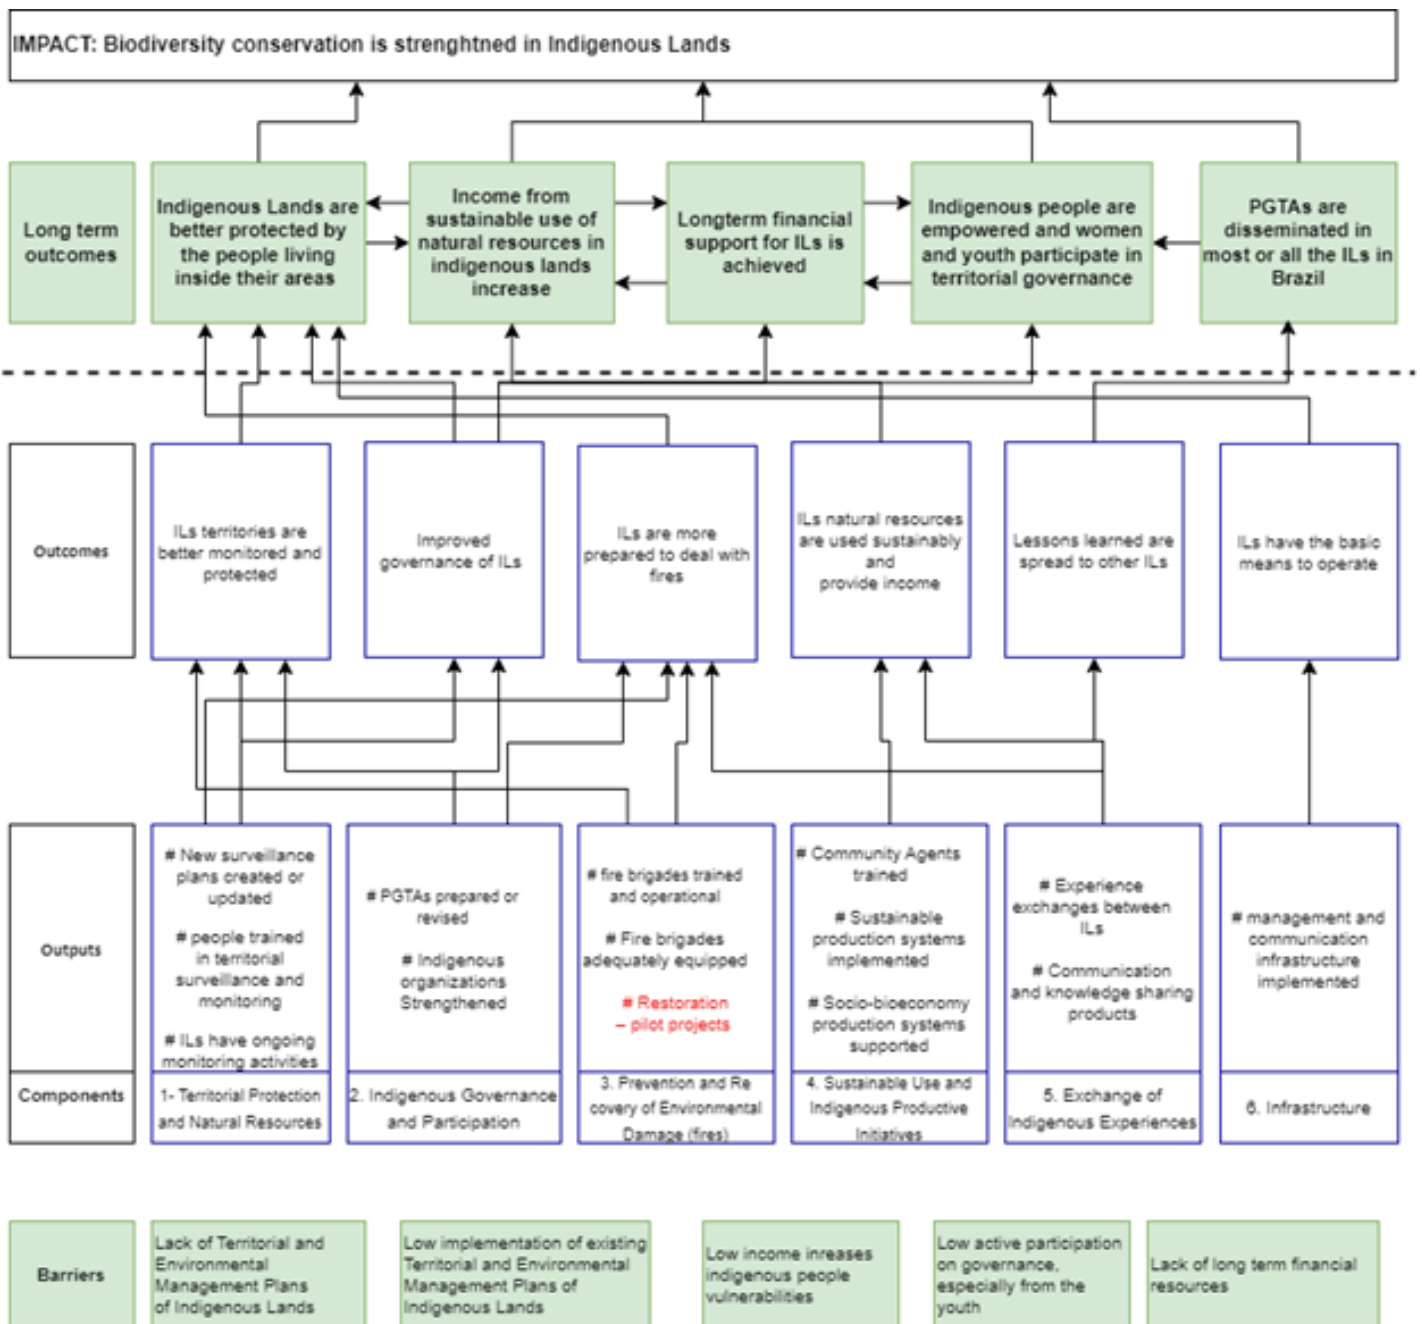 IMPACT: Biodiversity conservation is strenghtned in Indigenous Lands
Long term
outcomes
Indigenous Lands are
better protected by
the people living
inside their areas
Income from
sustainable use of
natural resources in
indigenous lands
increase
Longterm financial
support for ILs is
achieved
Indigenous people are
empowered and women
and youth participate in
territorial governance
PGTAs are
disseminated in
most or all the ILs in
Brazil
Outcomes
ILs territories are
better monitored and
protected
Improved
governance of ILs
ILs are more
prepared to deal with
fires
ILs natural resources
are used sustainably
and
provide income
Lessons learned are
spread to other ILs
ILs have the basic
means to operate
Outputs
# New surveillance
plans created or
updated
# people trained
in territorial
surveillance and
monitoring
# ILs have ongoing
monitoring activities
# PGTAs prepared or
revised
# Indigenous
organizations
Strengthened
# fire brigades trained
and operational
# Fire brigades
adequately equipped
# Restoration
– pilot projects
# Community Agents
trained
# Sustainable
production systems
implemented
# Socio-bioeconomy
production systems
supported
# Experience
exchanges between
ILs
# Communication
and knowledge sharing
products
# management and
communication
infrastructure
implemented
Components
1- Territorial Protection
and Natural Resources
2. Indigenous Governance
and Participation
3. Prevention and Re
covery of Environmental
Damage (fires)
4. Sustainable Use and
Indigenous Productive
Initiatives
5. Exchange of
Indigenous Experiences
6. Infrastructure
Barriers
Lack of Territorial and
Environmental
Management Plans
of Indigenous Lands
Low implementation of existing
Territorial and Environmental
Management Plans of
Indigenous Lands
Low income inreases
indigenous people
vulnerabilities
Low active participation
on governance,
especially from the
youth
Lack of long term financial
resources